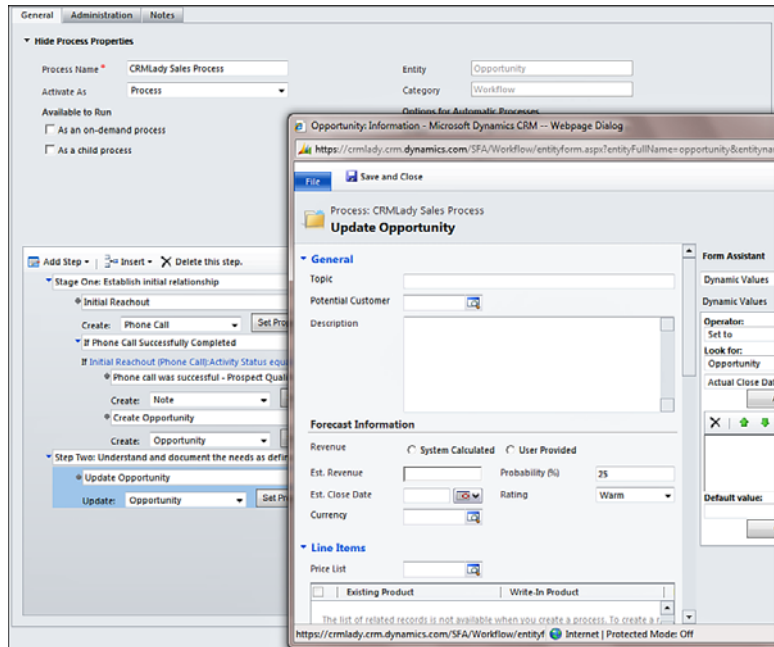 General Administration Notes
Hide Process Properties
Process Name* CRMLady Sales Process Entity Opportunity
Activate As Process Category Workflow
Available to Run Options for Automatic Processes
As an on-demand process
As a child process
Opportunity: Information - Microsoft Dynamics CRM -- Webpage Dialog
https://crmlady.crm.dynamics.com/SFA/Workflow/entityform.aspx?entityFullName=opportunity&entityna
File Save and Close
Process: CRMLady Sales Process
Update Opportunity
Add Step Insert Delete this step.
Stage One: Establish initial relationship
Initial Reachout
Create: Phone Call Set Pro
If Phone Call Successfully Completed
If Initial Reachout (Phone Call):Activity Status equa
Phone call was successful - Prospect Quali
Create: Note
Create Opportunity
Create: Opportunity
Step Two: Understand and document the needs as defin
Update Opportunity
Update: Opportunity Set Pr
General
Topic
Potential Customer
Description
Forecast Information
Revenue System Calculated User Provided
Est. Revenue Probability (%) 25
Est. Close Date Rating Warm
Currency
Line Items
Price List
Existing Product Write-In Product
The list of related records is not available when you create a process. To create a r
Form Assistant
Dynamic Values
Dynamic Values
Operator:
Set to
Look for:
Opportunity
Actual Close Dat
Default value:
https://crmlady.crm.dynamics.com/SFA/Workflow/entityf Internet | Protected Mode: Off